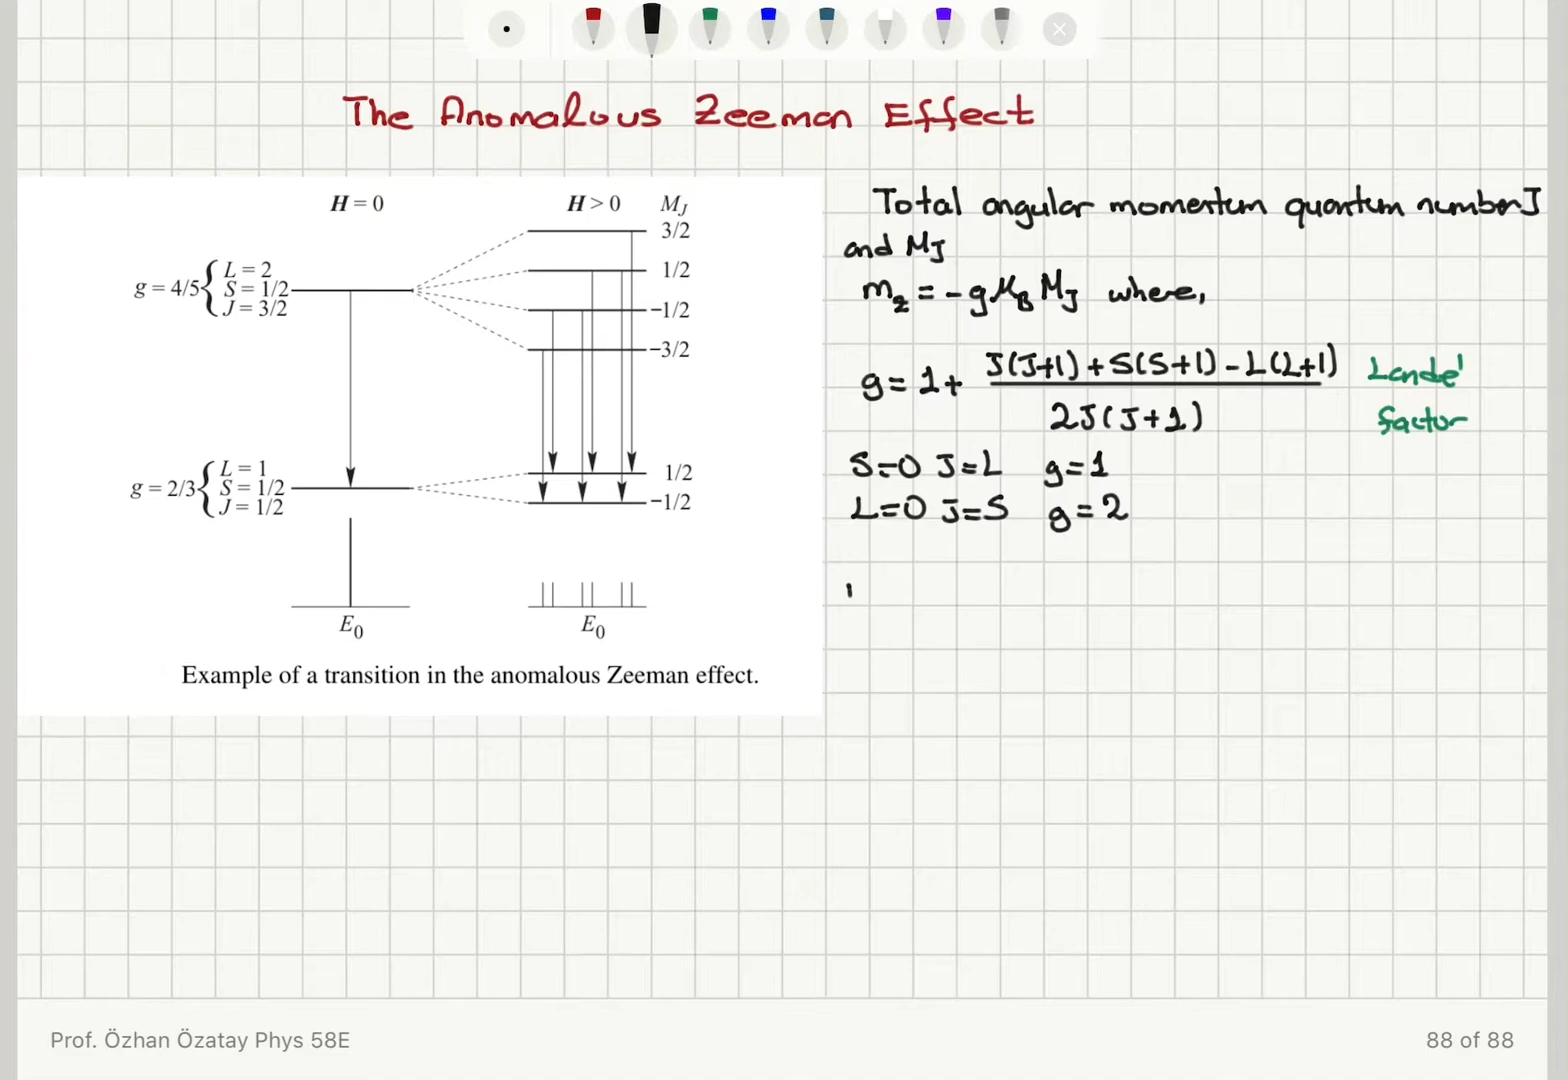 The Anomalous Zeeman Effect
H = 0
H > 0
M_J
3/2
1/2
−1/2
−3/2
g = 4/5
L = 2
S = 1/2
J = 3/2
g = 2/3
L = 1
S = 1/2
J = 1/2
1/2
−1/2
E_0
E_0
Example of a transition in the anomalous Zeeman effect.
Total angular momentum quantum number J
and M_J
m_z = - g μ_B M_J where,
g = 1 + \frac{J(J+1) + S(S+1) - L(L+1)}{2J(J+1)}
Landé
factor
S=0 J=L g=1
L=0 J=S g=2
Prof. Özhan Özatay Phys 58E
88 of 88